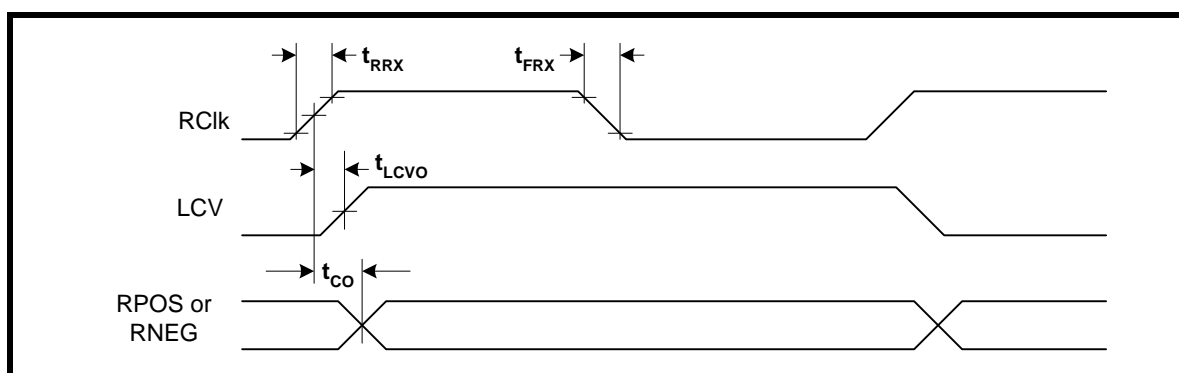 tRRX
tFRX
RClk
tLCVO
LCV
tCO
RPOS or
RNEG